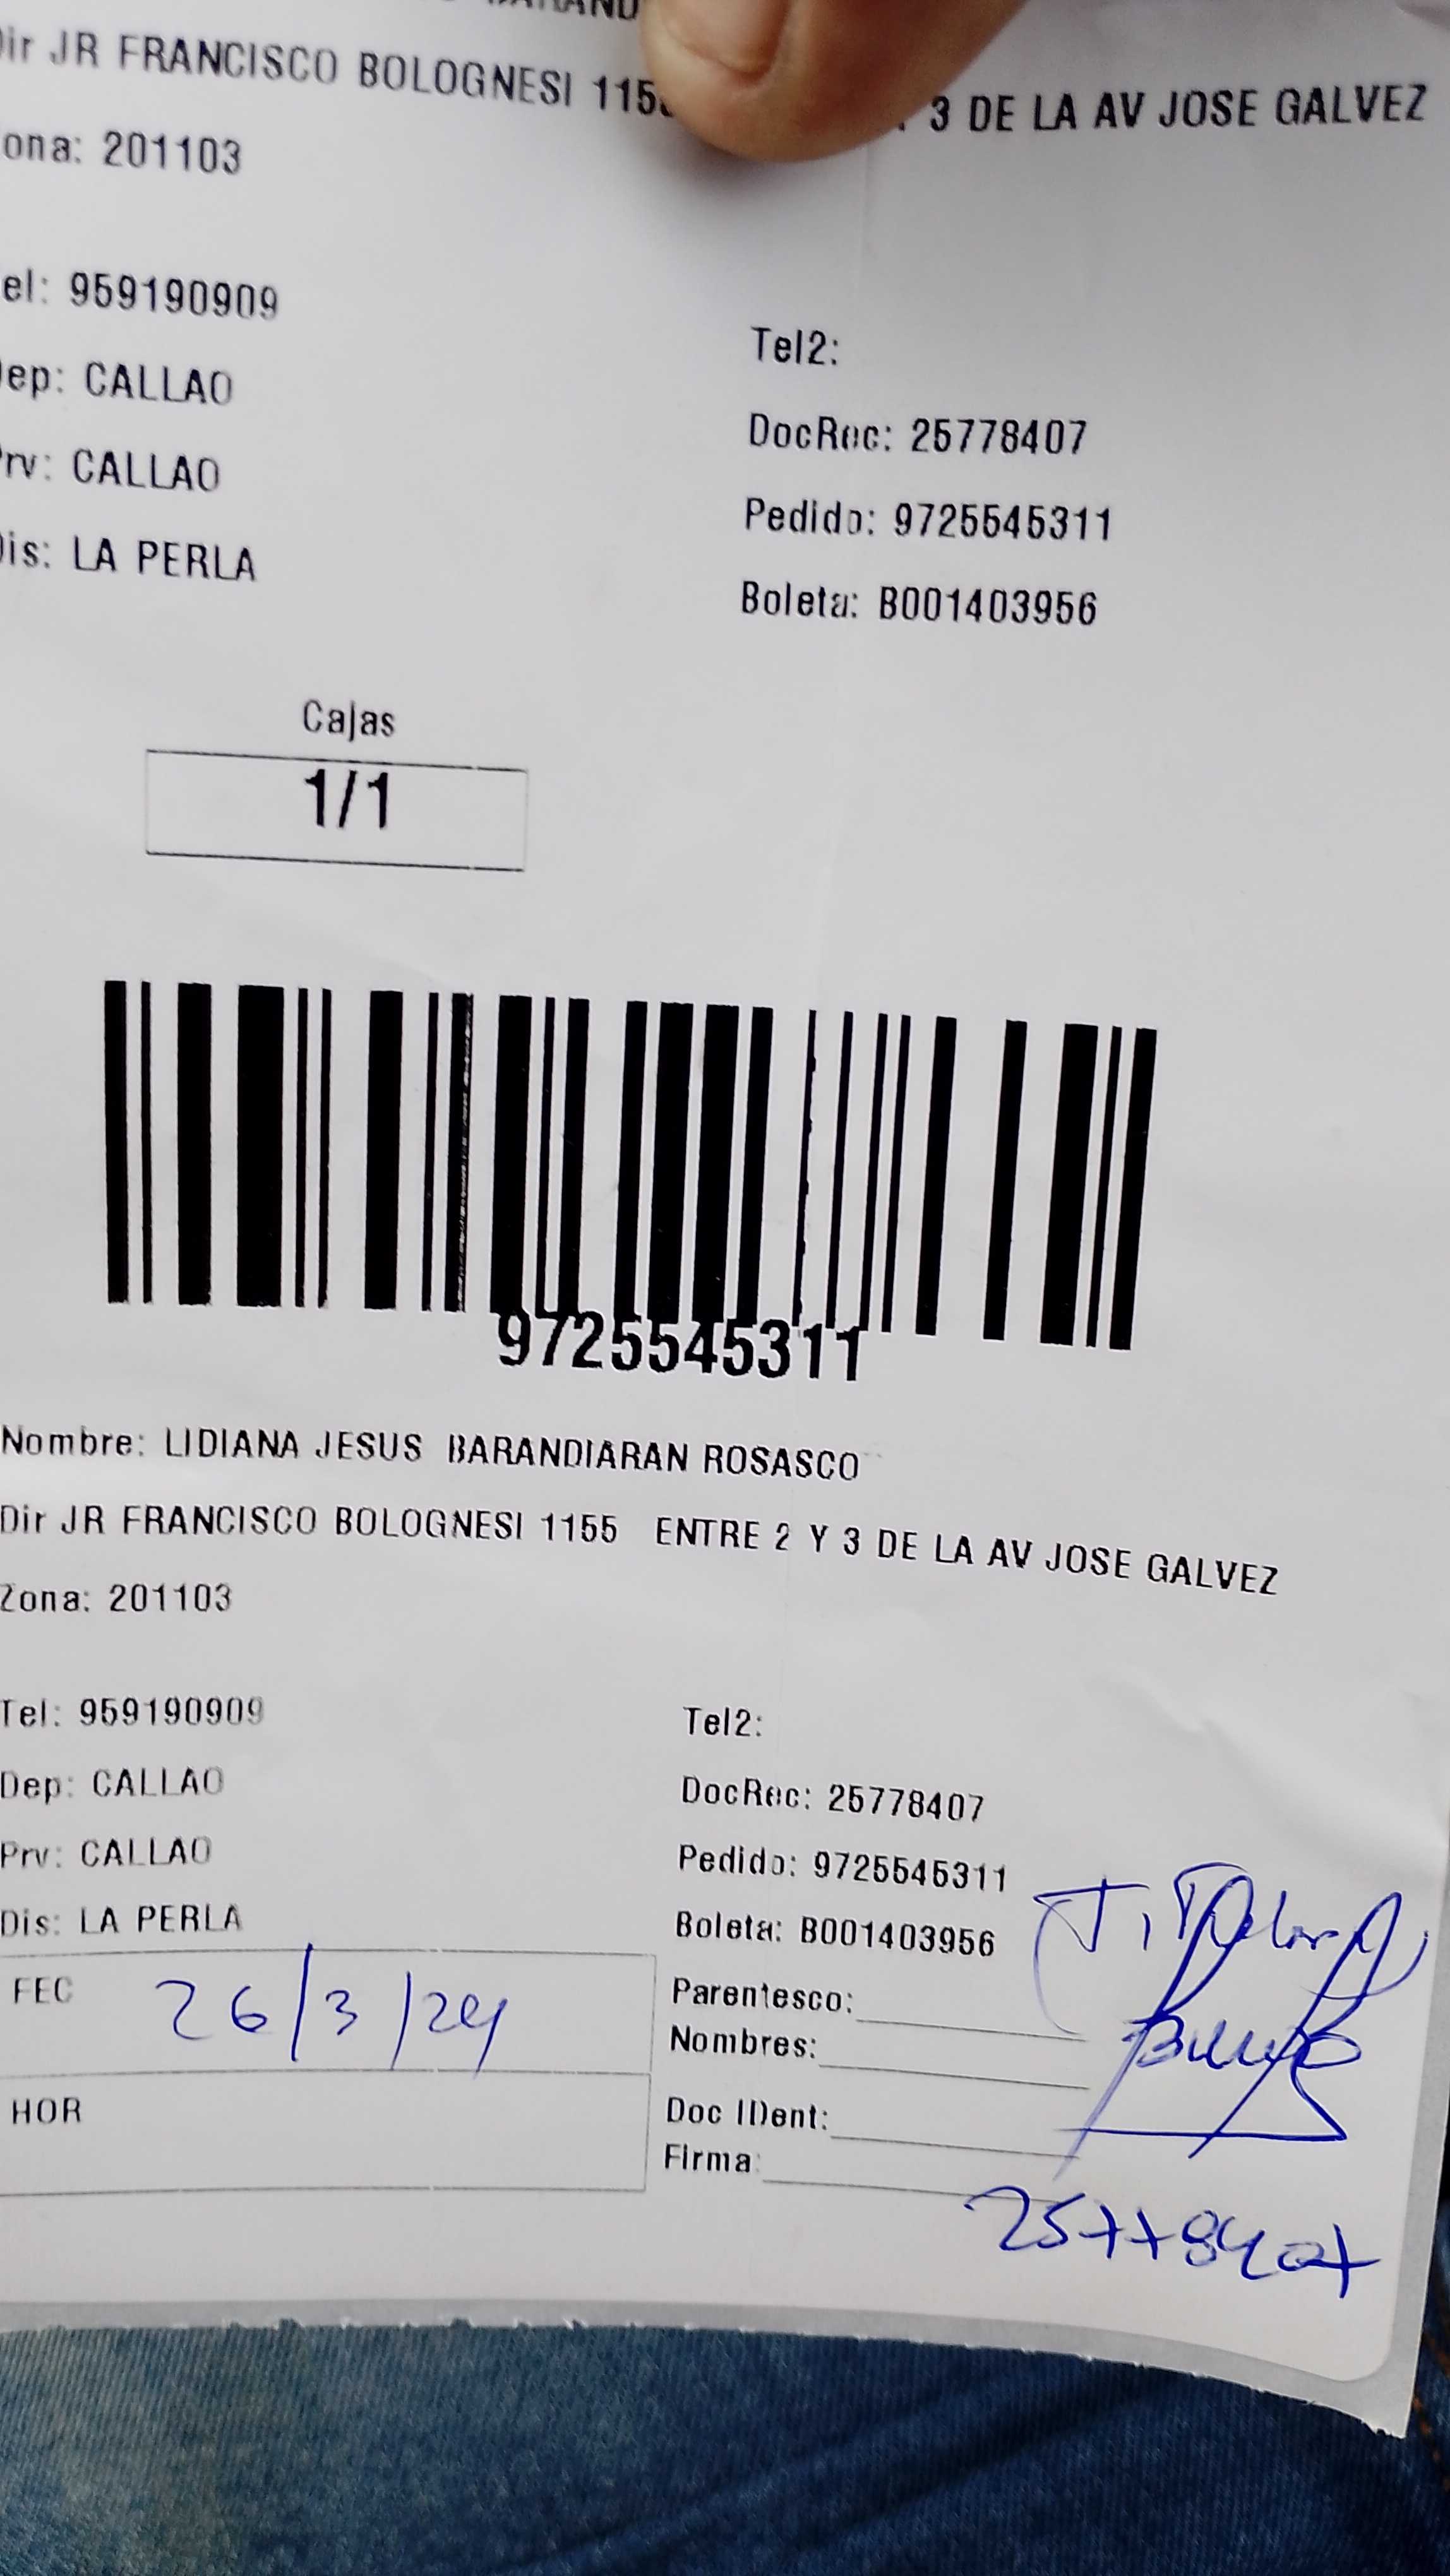 BARAND
Dir JR FRANCISCO BOLOGNESI 115 3 DE LA AV JOSE GALVEZ
ona: 201103
el: 959190909
Tel2:
ep: CALLAO
DocRec: 25778407
rv: CALLAO
Pedido: 9725545311
Dis: LA PERLA
Boleta: B001403956
Cajas
1/1
9725545311
Nombre: LIDIANA JESUS BARANDIARAN ROSASCO
Dir JR FRANCISCO BOLOGNESI 1155 ENTRE 2 Y 3 DE LA AV JOSE GALVEZ
Zona: 201103
Tel: 959190909
Tel2:
Dep: CALLAO
DocRec: 25778407
Prv: CALLAO
Pedido: 9725545311
Dis: LA PERLA
Boleta: B001403956
FEC 26/3/24
Parentesco:
Nombres:
HOR
Doc IDent:
Firma:
25778407